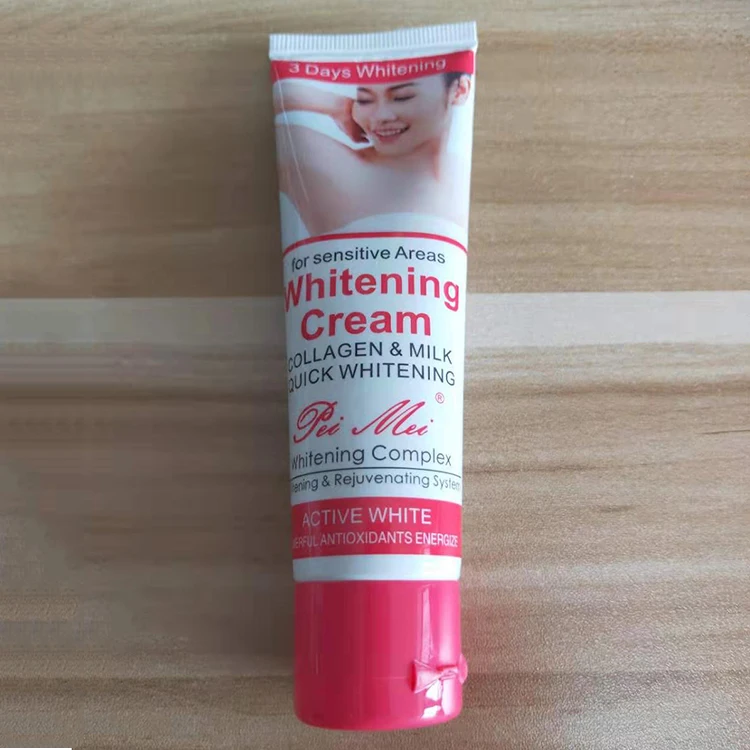 3 Days Whitening
for sensitive Areas
Whitening
Cream
COLLAGEN & MILK
QUICK WHITENING
Pei Mei ®
Whitening Complex
& Rejuvenating System
ACTIVE WHITE
ANTIOXIDANTS ENERGIZE